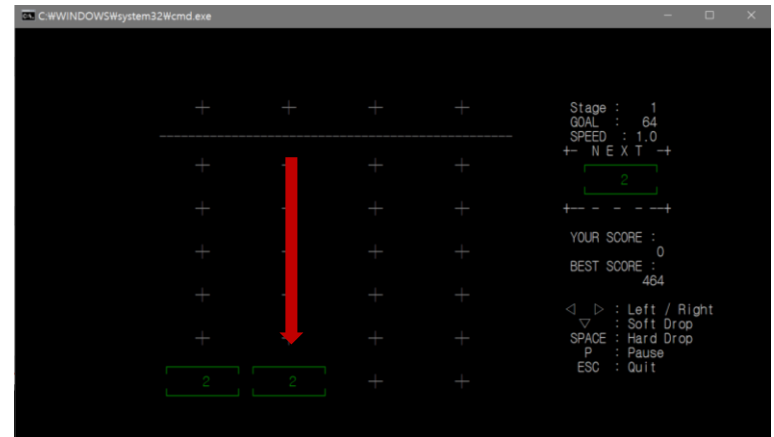 C:₩WINDOWS₩system32₩cmd.exe
Stage : 1
GOAL : 64
SPEED : 1.0
+- N E X T -+
2
+-- - - - --+
YOUR SCORE :
0
BEST SCORE :
464
◁ ▷ : Left / Right
▽ : Soft Drop
SPACE : Hard Drop
P : Pause
ESC : Quit
2 2